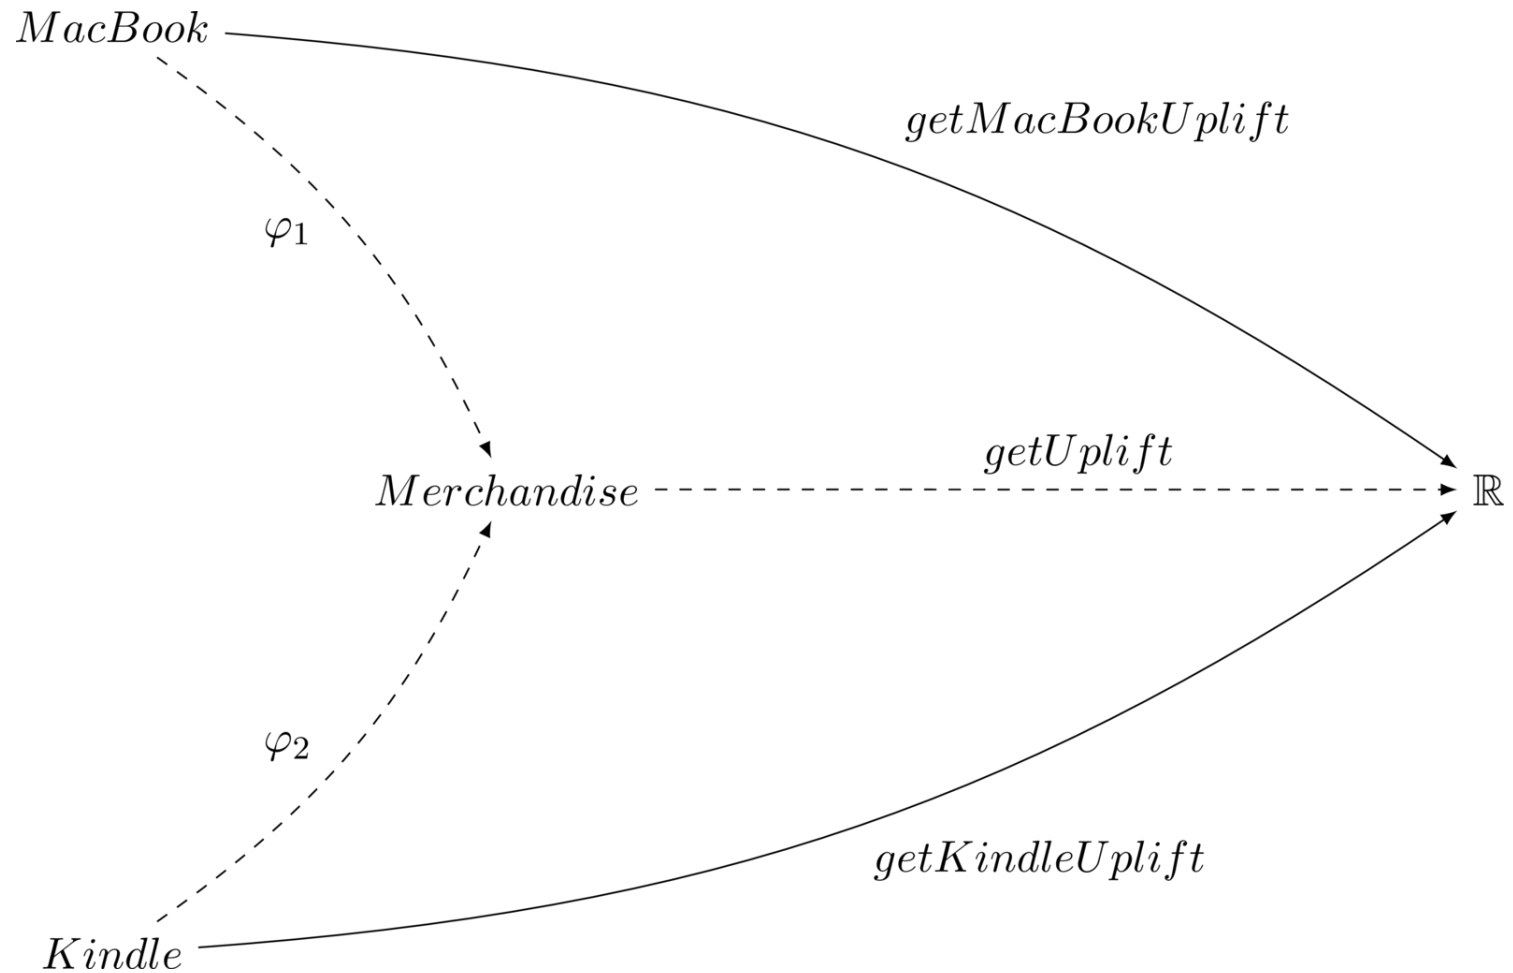 MacBook
getMacBookUplift
φ1
getUplift
Merchandise
ℝ
φ2
getKindleUplift
Kindle